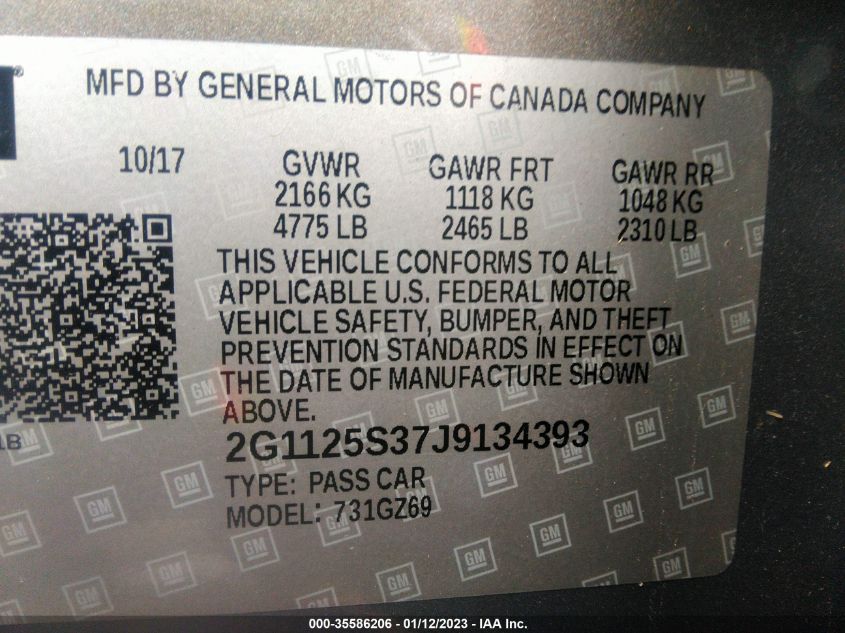 MFD BY GENERAL MOTORS OF CANADA COMPANY
10/17 GVWR GAWR FRT GAWR RR
2166 KG 1118 KG 1048 KG
4775 LB 2465 LB 2310 LB
THIS VEHICLE CONFORMS TO ALL
APPLICABLE U.S. FEDERAL MOTOR
VEHICLE SAFETY, BUMPER, AND THEFT
PREVENTION STANDARDS IN EFFECT ON
THE DATE OF MANUFACTURE SHOWN
ABOVE.
2G1125S37J9134393
TYPE: PASS CAR
MODEL: 731GZ69
000-35586206 - 01/12/2023 - IAA Inc.